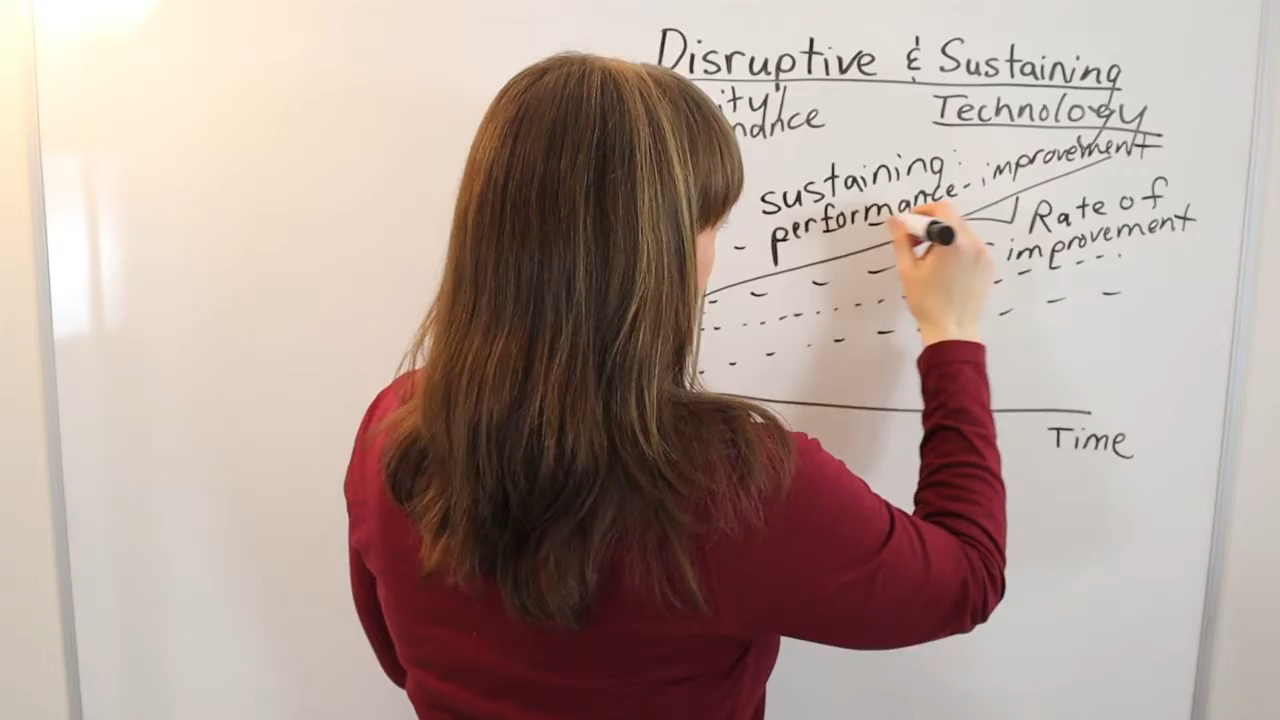 Disruptive & Sustaining
Technology
sustaining:
performance-improvement
Rate of
improvement
Time